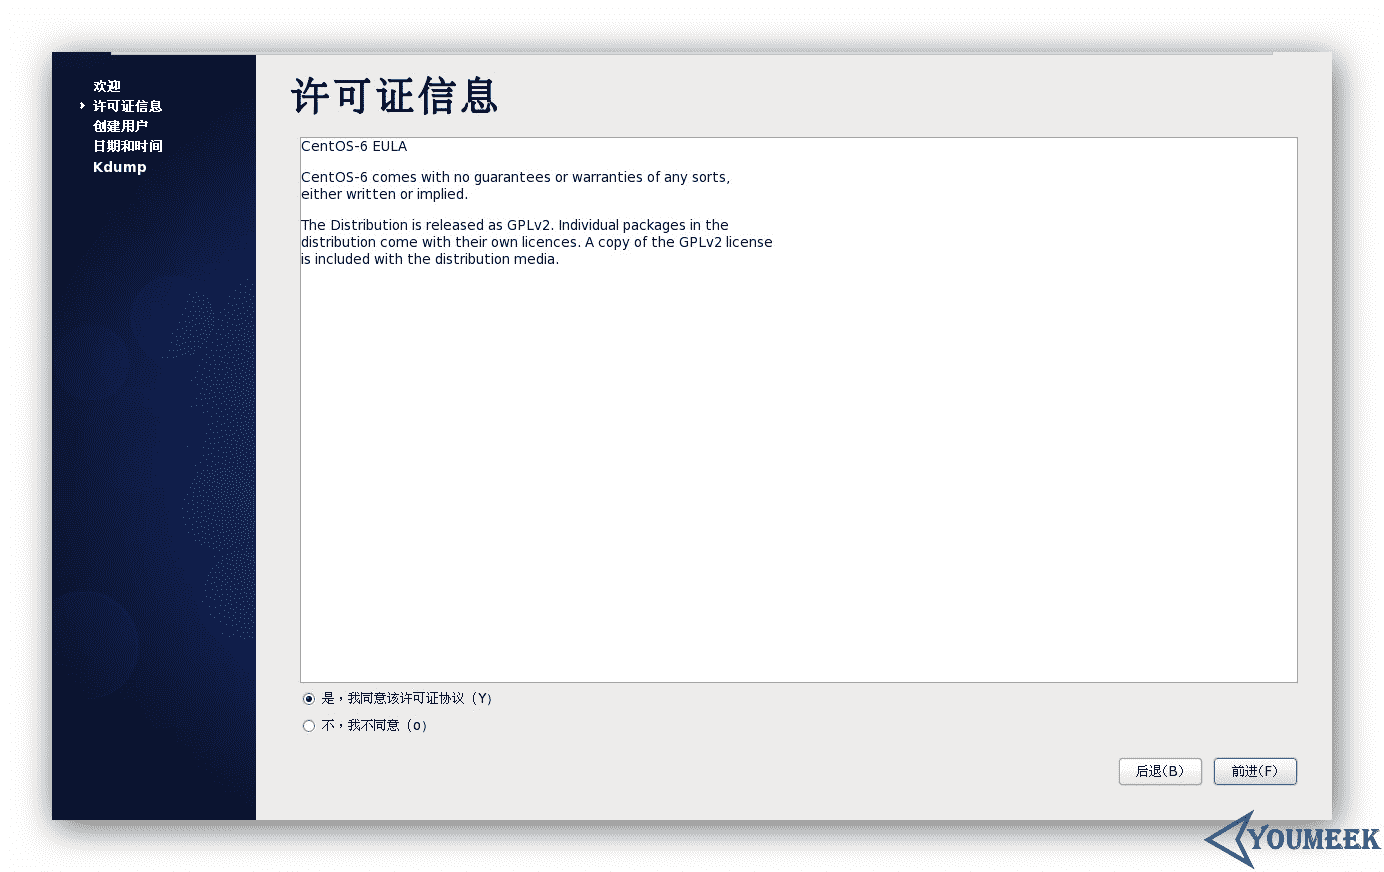 欢迎
许可证信息
创建用户
日期和时间
Kdump
许可证信息
CentOS-6 EULA
CentOS-6 comes with no guarantees or warranties of any sorts,
either written or implied.
The Distribution is released as GPLv2. Individual packages in the
distribution come with their own licences. A copy of the GPLv2 license
is included with the distribution media.
是，我同意该许可证协议（Y）
不，我不同意（o）
后退(B)
前进(F)
YOUMEEK